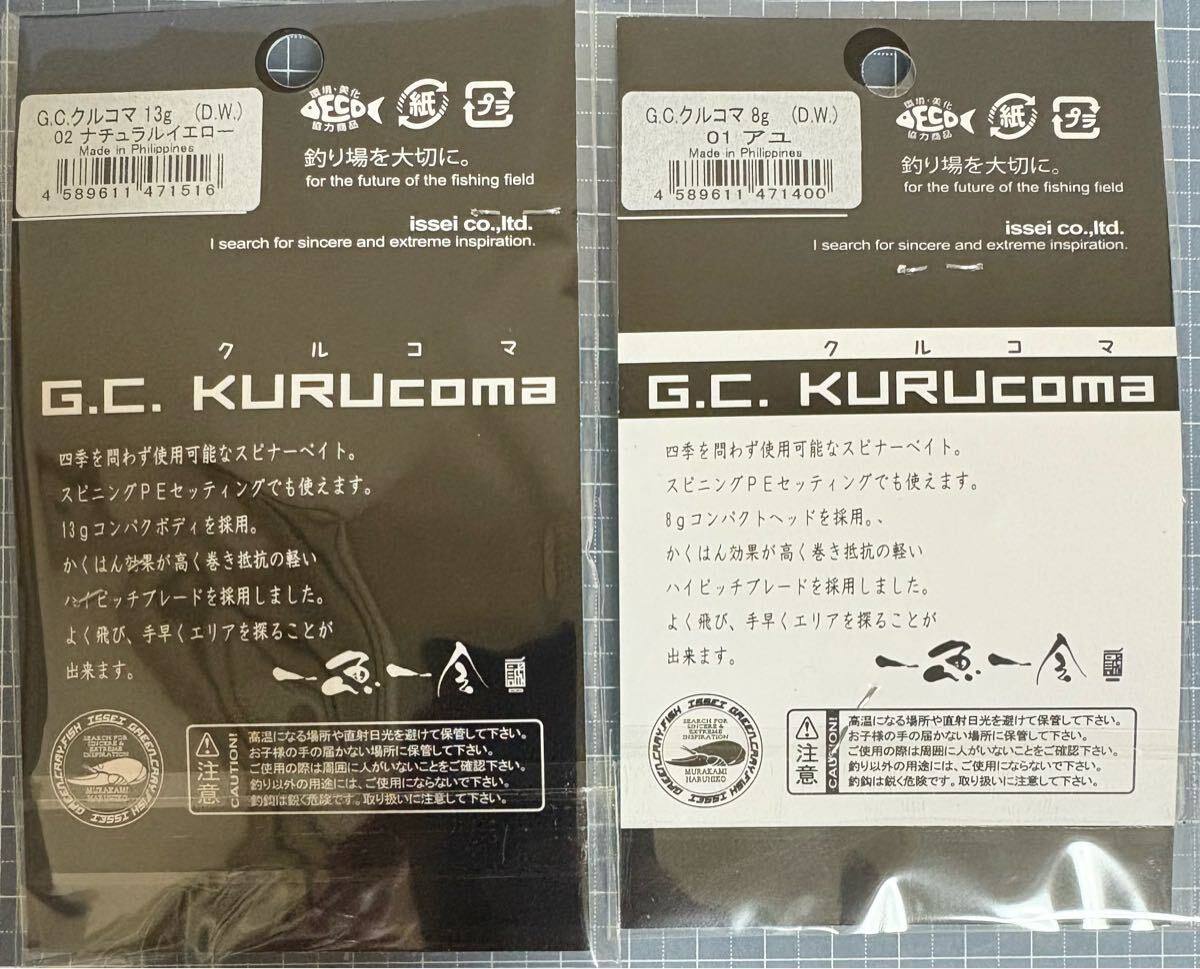 G.C.クルコマ 13g (D.W.)
02 ナチュラルイエロー
Made in Philippines
4 589611 471516
環境・美化
ECO
協力商品
紙
プラ
釣り場を大切に。
for the future of the fishing field
issei co.,ltd.
I search for sincere and extreme inspiration.
クルコマ
G.C. KURUcoma
四季を問わず使用可能なスピナーベイト。
スピニングPEセッティングでも使えます。
13gコンパクボディを採用。
かくはん効果が高く巻き抵抗の軽い
ハイピッチブレードを採用しました。
よく飛び、手早くエリアを探ることが
出来ます。
一魚一会
GREEN.CRAY.FISH ISSEI GREEN.CRAY.FISH ISSEI
SEARCH FOR
SINCERE &
EXTREME
INSPIRATION
MURAKAMI
HARUHIKO
注意
CAUTION!
高温になる場所や直射日光を避けて保管して下さい。
お子様の手の届かない場所に保管して下さい。
ご使用の際は周囲に人がいないことをご確認下さい。
釣り以外の用途には、ご使用にならないで下さい。
釣鈎は鋭く危険です。取り扱いに注意して下さい。
G.C.クルコマ 8g (D.W.)
01 アユ
Made in Philippines
4 589611 471400
環境・美化
ECO
協力商品
紙
プラ
釣り場を大切に。
for the future of the fishing field
issei co.,ltd.
I search for sincere and extreme inspiration.
クルコマ
G.C. KURUcoma
四季を問わず使用可能なスピナーベイト。
スピニングPEセッティングでも使えます。
8gコンパクトヘッドを採用。、
かくはん効果が高く巻き抵抗の軽い
ハイピッチブレードを採用しました。
よく飛び、手早くエリアを探ることが
出来ます。
一魚一会
GREEN.CRAY.FISH ISSEI GREEN.CRAY.FISH ISSEI
SEARCH FOR
SINCERE &
EXTREME
INSPIRATION
MURAKAMI
HARUHIKO
注意
CAUTION!
高温になる場所や直射日光を避けて保管して下さい。
お子様の手の届かない場所に保管して下さい。
ご使用の際は周囲に人がいないことをご確認下さい。
釣り以外の用途には、ご使用にならないで下さい。
釣鈎は鋭く危険です。取り扱いに注意して下さい。